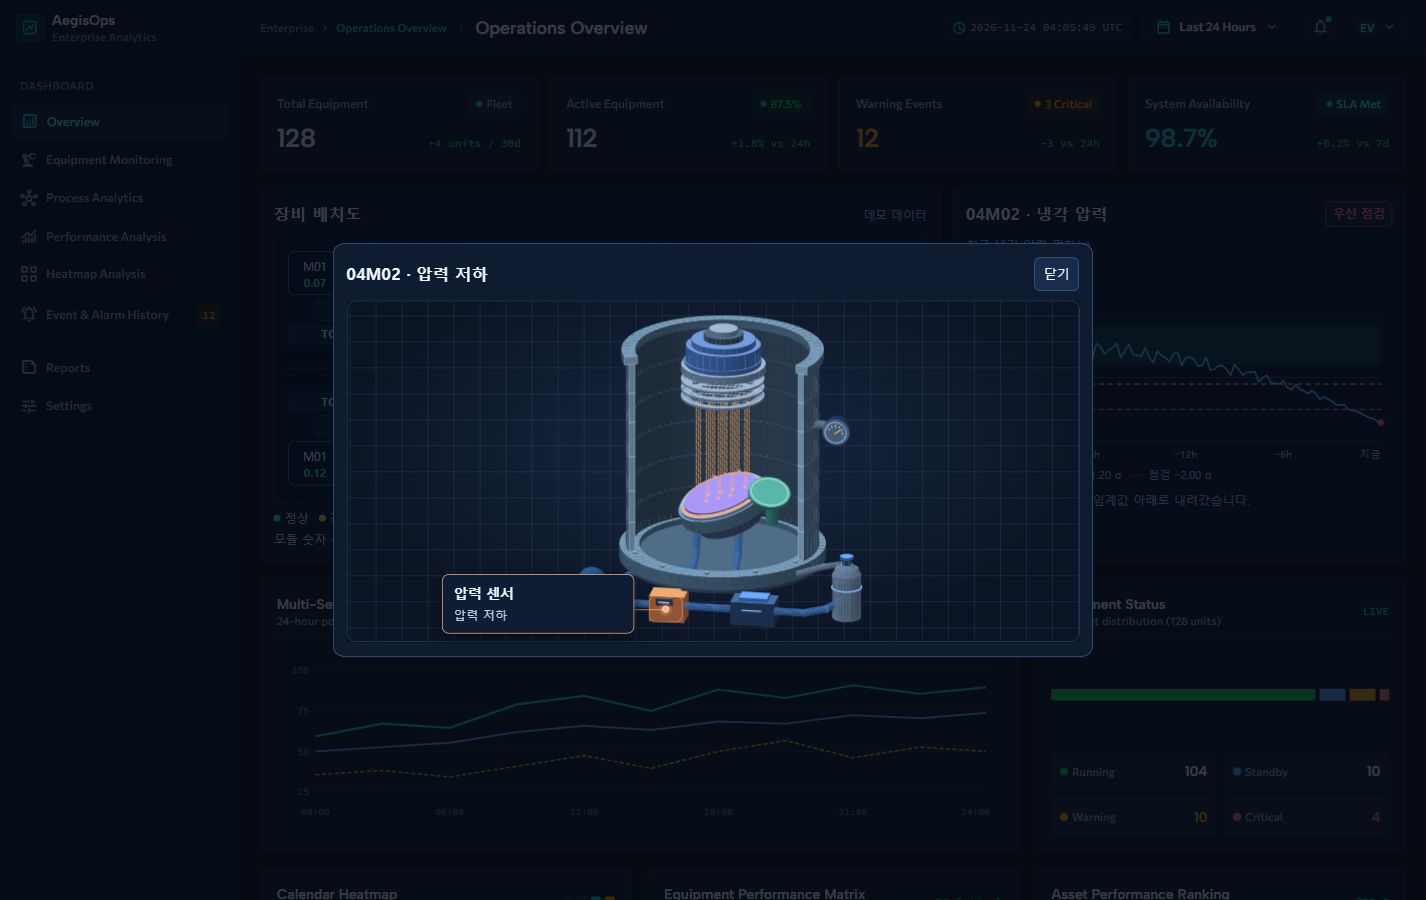 AegisOps
Enterprise Analytics
Enterprise > Operations Overview
Operations Overview
2026-11-24 04:05:49 UTC
Last 24 Hours
EV
DASHBOARD
Overview
Equipment Monitoring
Process Analytics
Performance Analysis
Heatmap Analysis
Event & Alarm History 12
Reports
Settings
Total Equipment
Fleet
128
+4 units / 30d
Active Equipment
87.5%
112
+1.8% vs 24h
Warning Events
3 Critical
12
-3 vs 24h
System Availability
SLA Met
98.7%
+0.2% vs 7d
장비 배치도
데모 데이터
M01
0.07
M01
0.12
정상
모듈 숫자
04M02 · 냉각 압력
우선 점검
-12h
-6h
지금
점검 -2.00 σ
임계값 아래로 내려갔습니다.
04M02 · 압력 저하
닫기
압력 센서
압력 저하
100
75
50
25
00:00
06:00
12:00
18:00
21:00
24:00
LIVE
distribution (128 units)
Running 104
Standby 10
Warning 10
Critical 4
Calendar Heatmap
Equipment Performance Matrix
Asset Performance Ranking